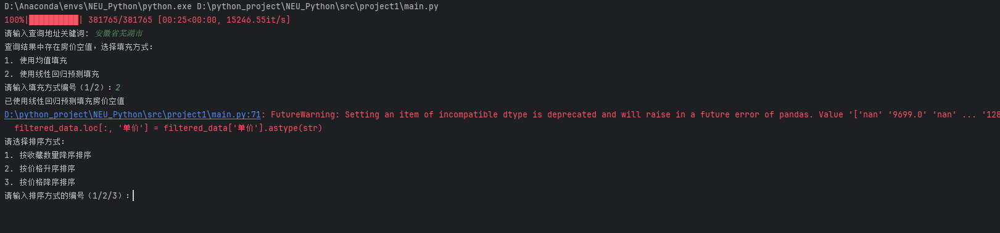 D:\Anaconda\envs\NEU_Python\python.exe D:\python_project\NEU_Python\src\project1\main.py
100%|██████████| 381765/381765 [00:25<00:00, 15246.55it/s]
请输入查询地址关键词: 安徽省芜湖市
查询结果中存在房价空值，选择填充方式:
1. 使用均值填充
2. 使用线性回归预测填充
请输入填充方式编号（1/2）: 2
已使用线性回归预测填充房价空值
D:\python_project\NEU_Python\src\project1\main.py:71: FutureWarning: Setting an item of incompatible dtype is deprecated and will raise in a future error of pandas. Value '['nan' '9699.0' 'nan' ... '128
filtered_data.loc[:, '单价'] = filtered_data['单价'].astype(str)
请选择排序方式:
1. 按收藏数量降序排序
2. 按价格升序排序
3. 按价格降序排序
请输入排序方式的编号（1/2/3）: